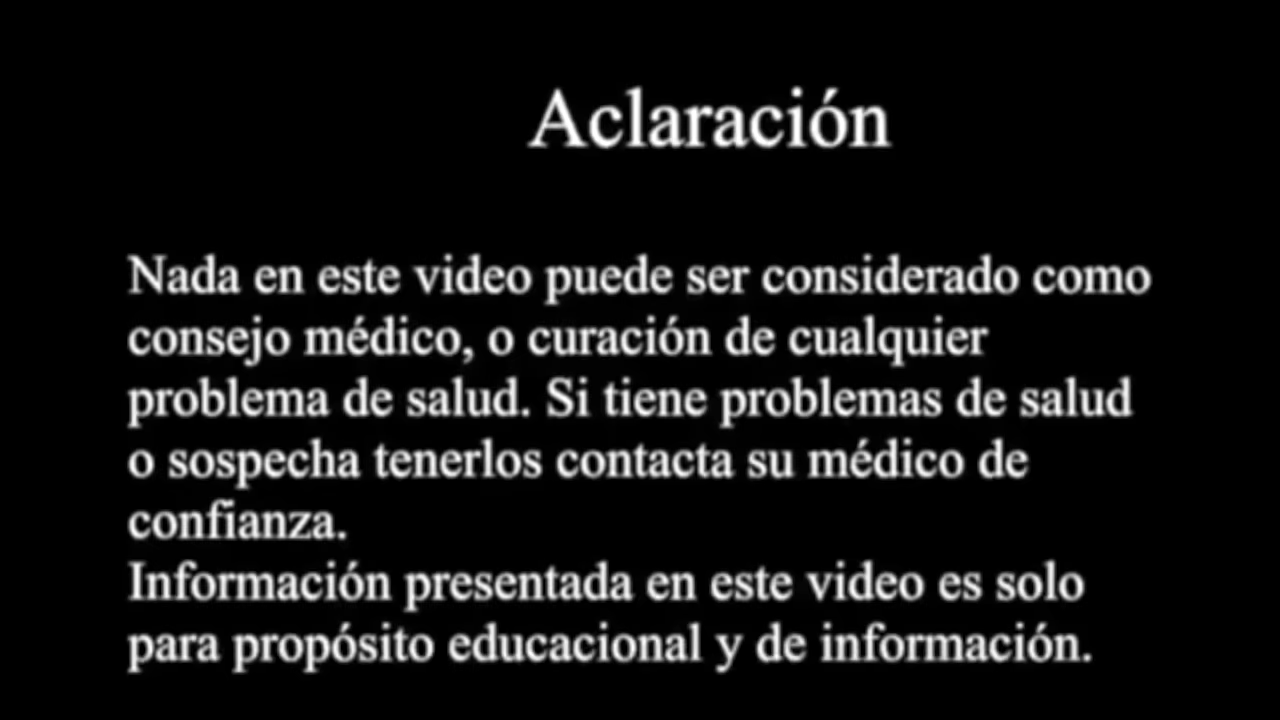 Aclaración
Nada en este video puede ser considerado como
consejo médico, o curación de cualquier
problema de salud. Si tiene problemas de salud
o sospecha tenerlos contacta su médico de
confianza.
Información presentada en este video es solo
para propósito educacional y de información.